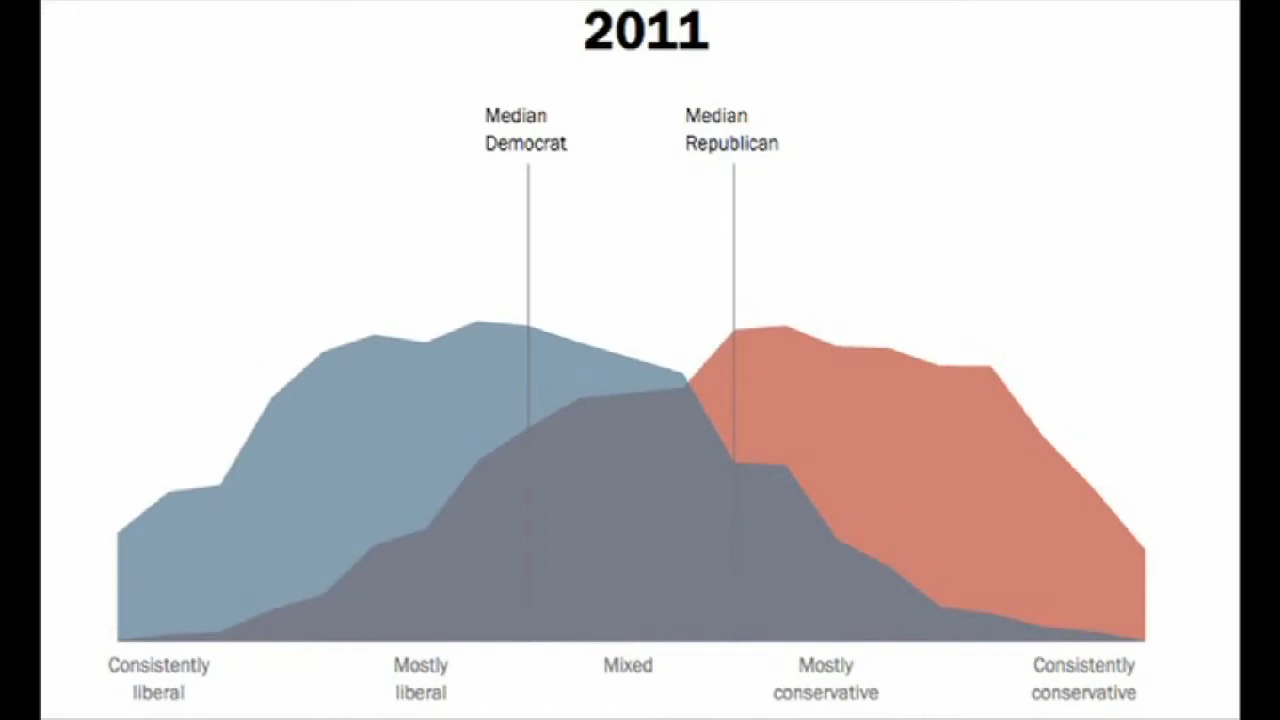 2011
Median
Democrat
Median
Republican
Consistently
liberal
Mostly
liberal
Mixed
Mostly
conservative
Consistently
conservative